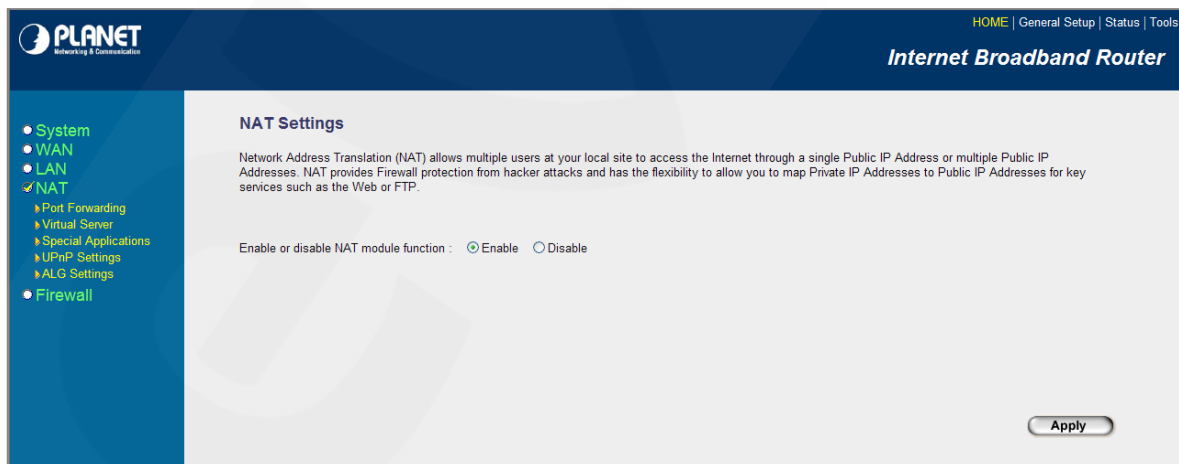 PLANET
Networking & Communication
HOME | General Setup | Status | Tools
Internet Broadband Router
System
WAN
LAN
NAT
Port Forwarding
Virtual Server
Special Applications
UPnP Settings
ALG Settings
Firewall
NAT Settings
Network Address Translation (NAT) allows multiple users at your local site to access the Internet through a single Public IP Address or multiple Public IP
Addresses. NAT provides Firewall protection from hacker attacks and has the flexibility to allow you to map Private IP Addresses to Public IP Addresses for key
services such as the Web or FTP.
Enable or disable NAT module function : Enable Disable
Apply